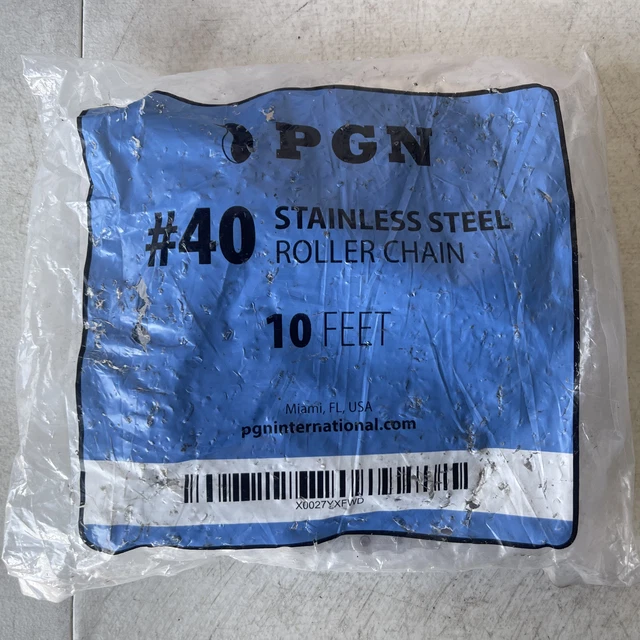 PGN
#40 STAINLESS STEEL
ROLLER CHAIN
10 FEET
Miami, FL, USA
pgninternational.com
X0027YXFWD